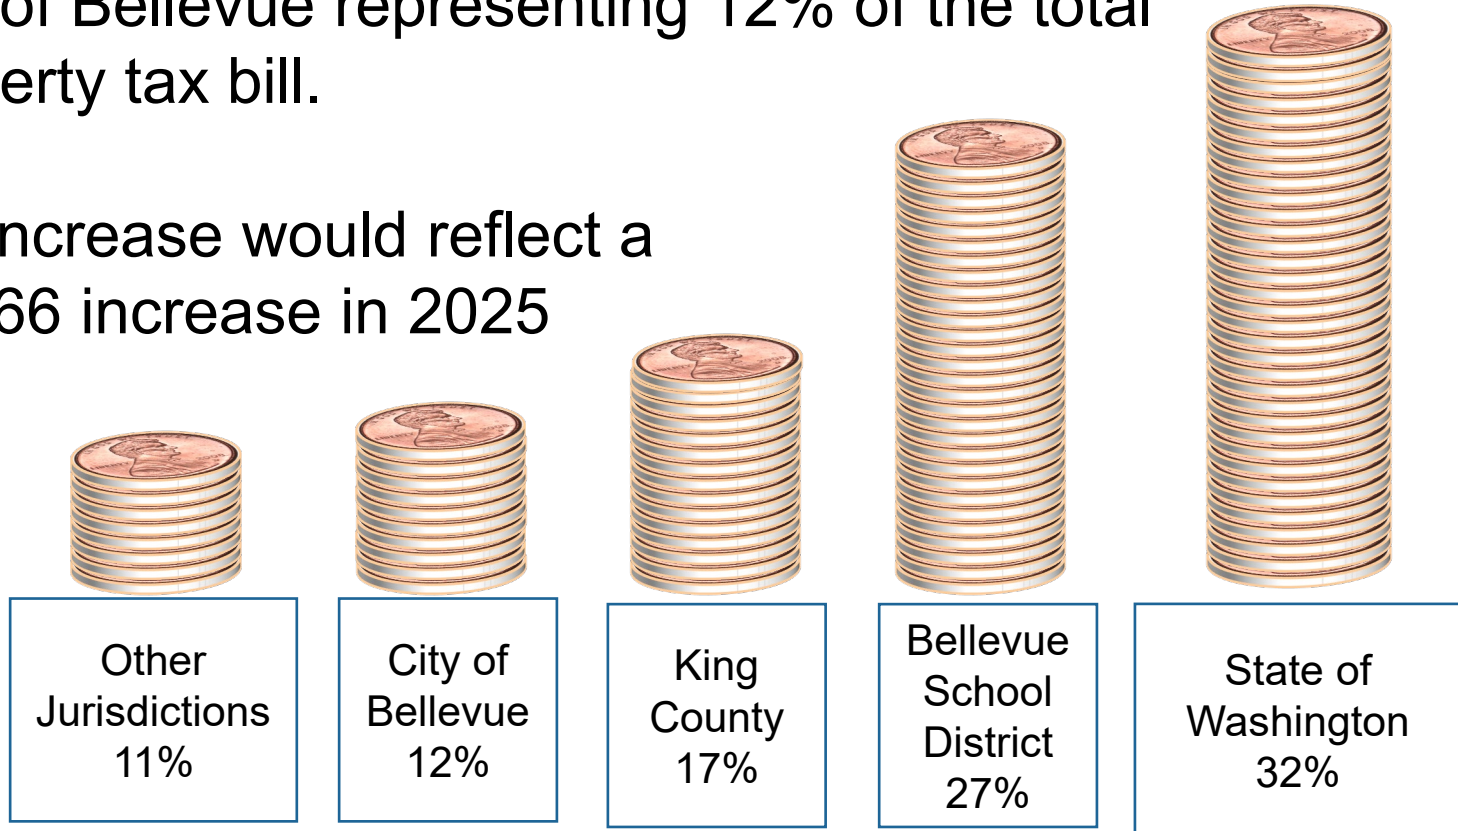 of Bellevue representing 12% of the total
erty tax bill.
ncrease would reflect a
66 increase in 2025
Other
Jurisdictions
11%
City of
Bellevue
12%
King
County
17%
Bellevue
School
District
27%
State of
Washington
32%